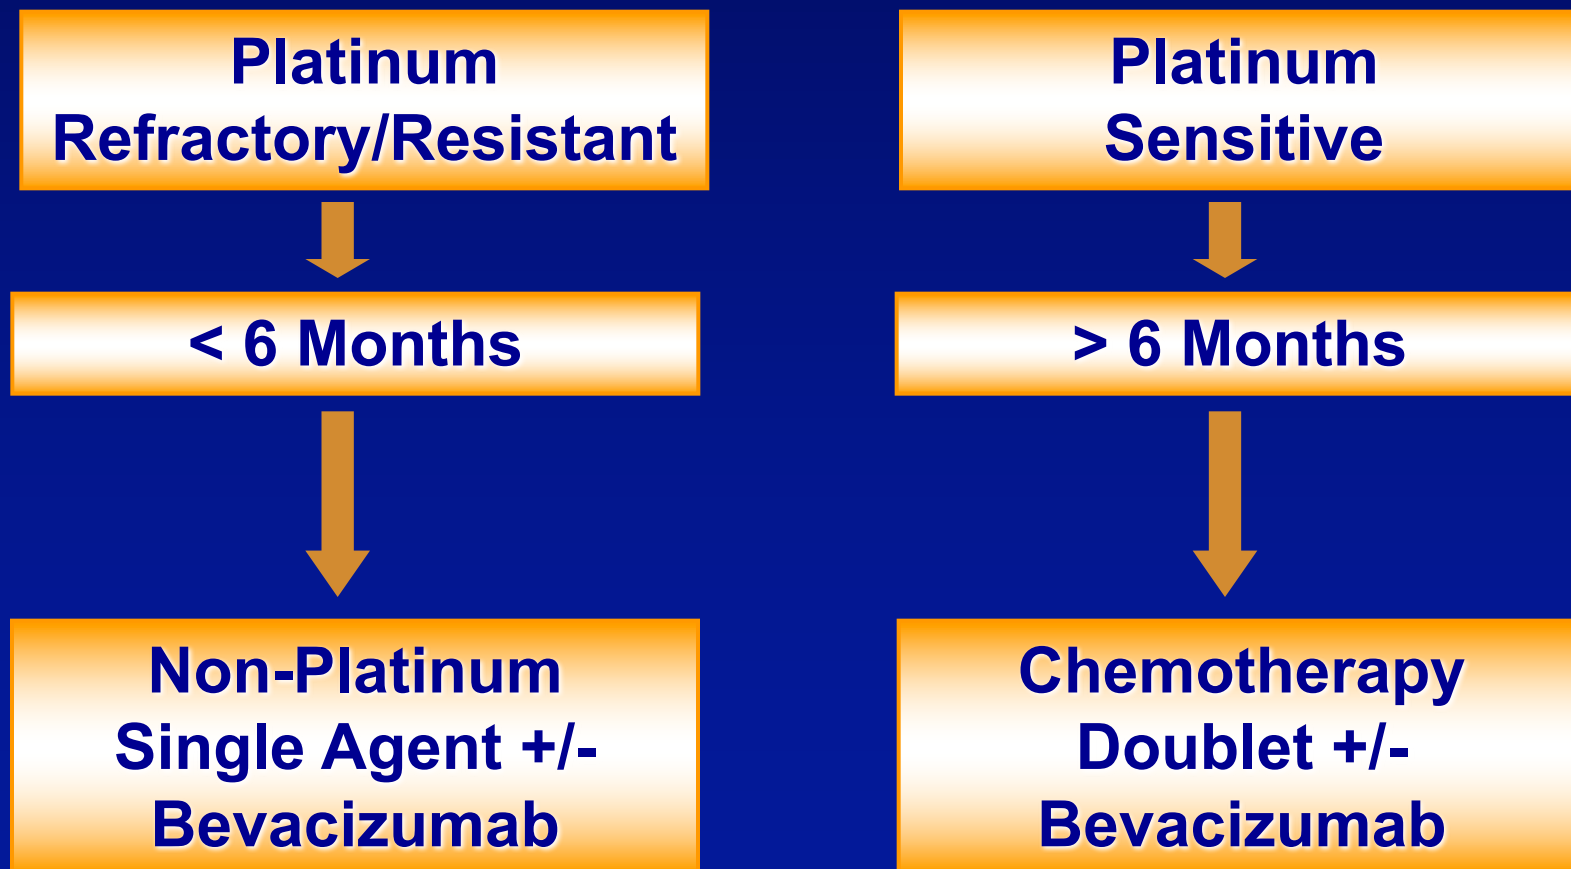 Platinum
Refractory/Resistant
< 6 Months
Non-Platinum
Single Agent +/-
Bevacizumab
Platinum
Sensitive
> 6 Months
Chemotherapy
Doublet +/-
Bevacizumab